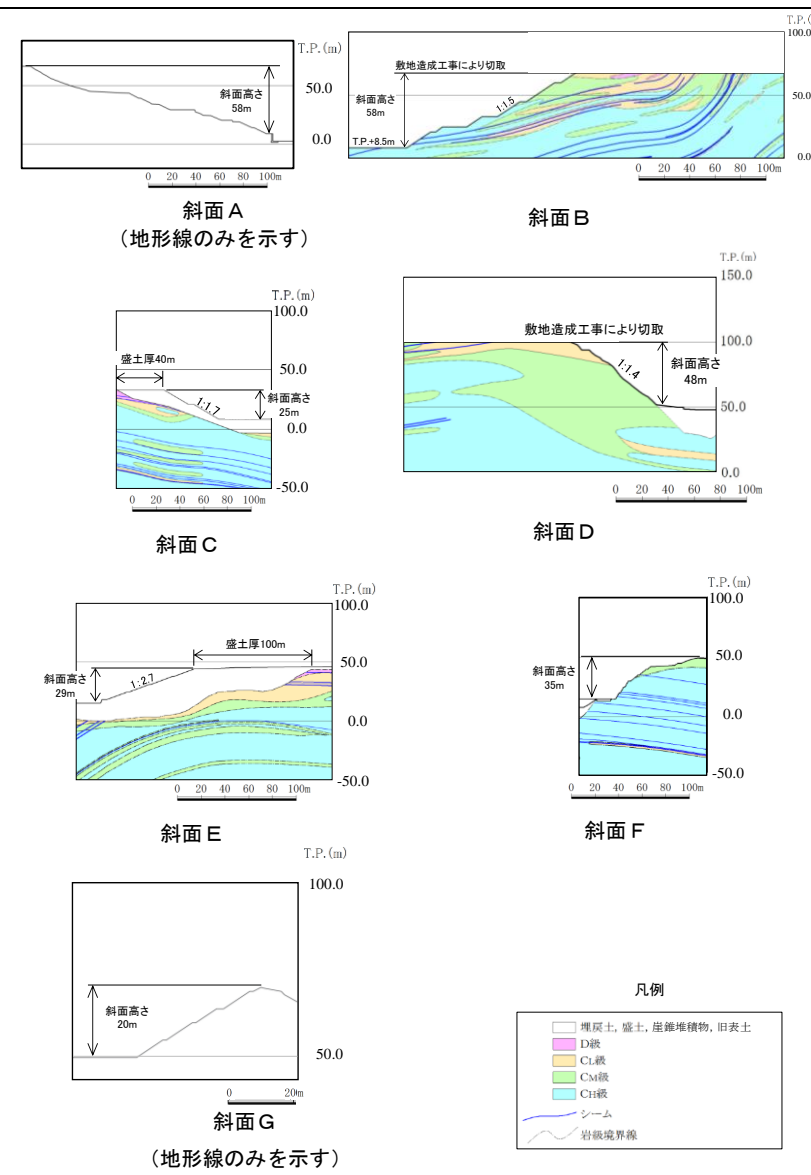 T.P.(m)
50.0
0.0
斜面高さ
58m
0 20 40 60 80 100m
斜面A
（地形線のみを示す）
T.P.(
100.0
50.0
0.0
敷地造成工事により切取
斜面高さ
58m
T.P.+8.5m
1:1.5
0 20 40 60 80 100m
斜面B
T.P.(m)
100.0
50.0
0.0
-50.0
盛土厚40m
1:1.7
斜面高さ
25m
0 20 40 60 80 100m
斜面C
T.P.(m)
150.0
100.0
50.0
0.0
敷地造成工事により切取
1:1.4
斜面高さ
48m
0 20 40 60 80 100m
斜面D
T.P.(m)
100.0
50.0
0.0
-50.0
盛土厚100m
斜面高さ
29m
1:2.7
0 20 40 60 80 100m
斜面E
T.P.(m)
100.0
50.0
0.0
-50.0
斜面高さ
35m
0 20 40 60 80 100m
斜面F
T.P.(m)
100.0
50.0
斜面高さ
20m
0 20m
斜面G
（地形線のみを示す）
凡例
埋戻土, 盛土, 崖錐堆積物, 旧表土
D級
CL級
CM級
CH級
シーム
岩級境界線